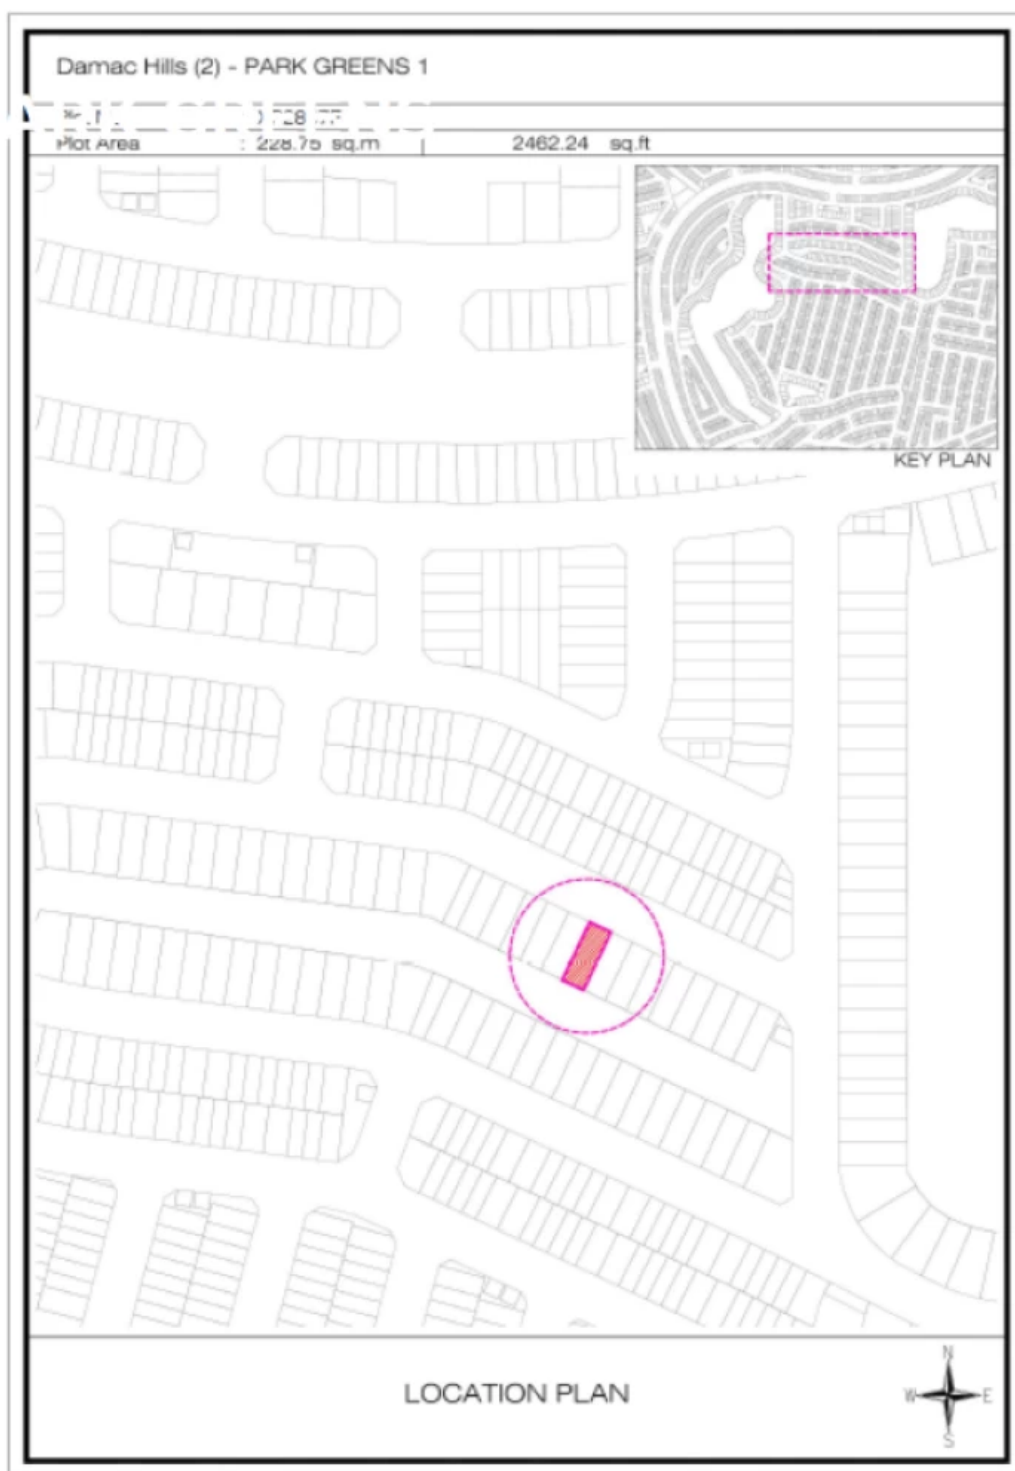 Damac Hills (2) - PARK GREENS 1
Plot Area : 228.75 sq.m 2462.24 sq.ft
KEY PLAN
LOCATION PLAN
N
W E
S